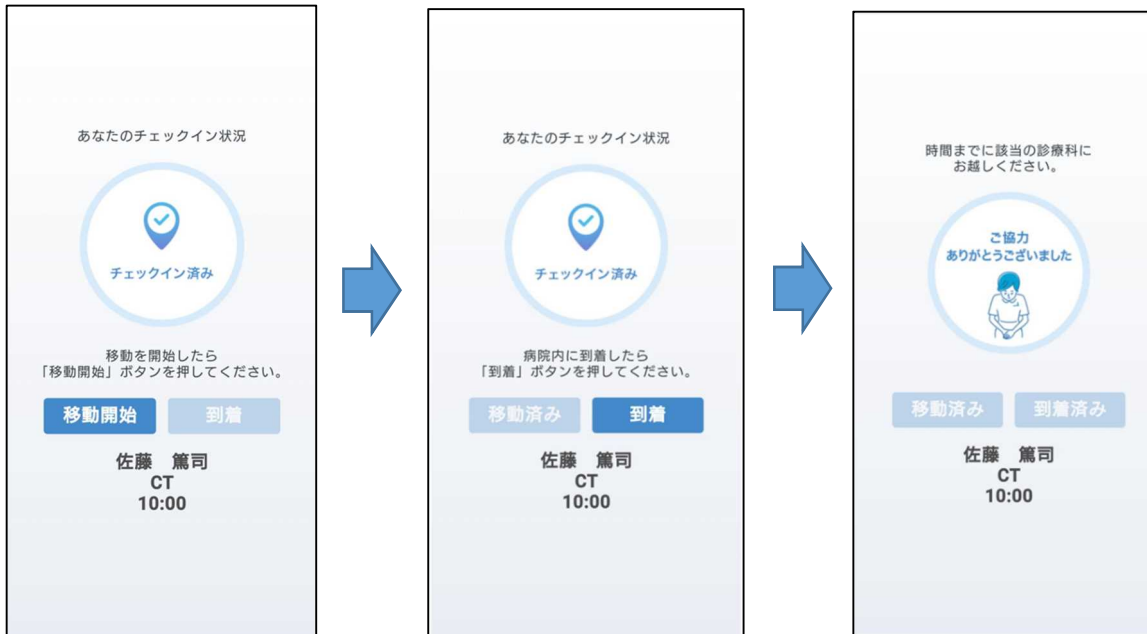 あなたのチェックイン状況
チェックイン済み
移動を開始したら
「移動開始」ボタンを押してください。
移動開始
到着
佐藤　篤司
CT
10:00
あなたのチェックイン状況
チェックイン済み
病院内に到着したら
「到着」ボタンを押してください。
移動済み
到着
佐藤　篤司
CT
10:00
時間までに該当の診療科に
お越しください。
ご協力
ありがとうございました
移動済み
到着済み
佐藤　篤司
CT
10:00